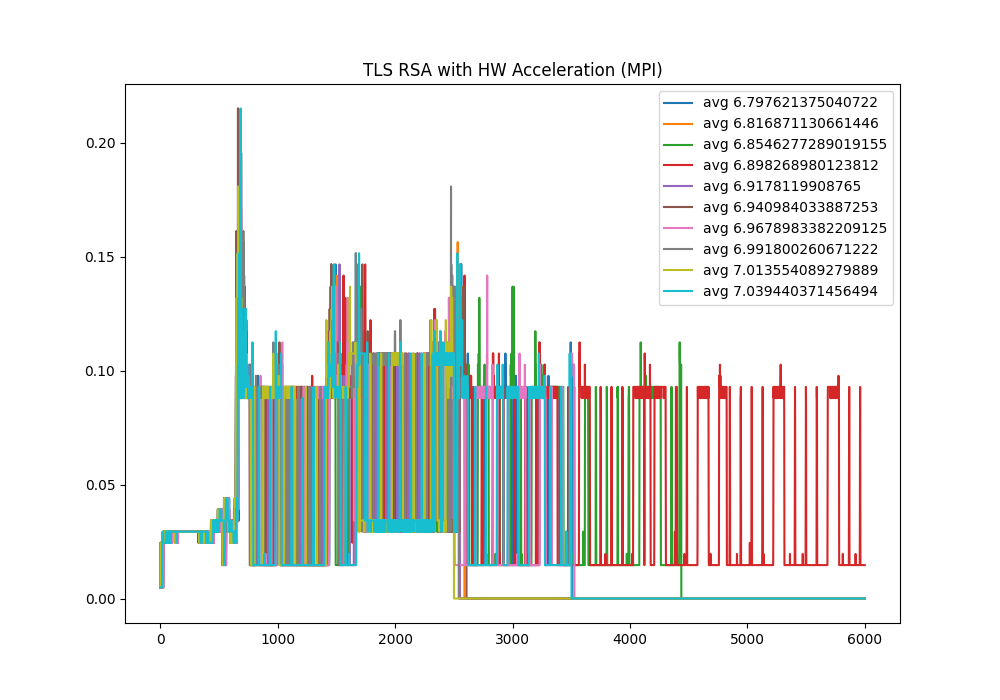 TLS RSA with HW Acceleration (MPI)
avg 6.797621375040722
avg 6.816871130661446
avg 6.8546277289019155
avg 6.898268980123812
avg 6.9178119908765
avg 6.940984033887253
avg 6.9678983382209125
avg 6.991800260671222
avg 7.013554089279889
avg 7.039440371456494
0.20
0.15
0.10
0.05
0.00
0 1000 2000 3000 4000 5000 6000